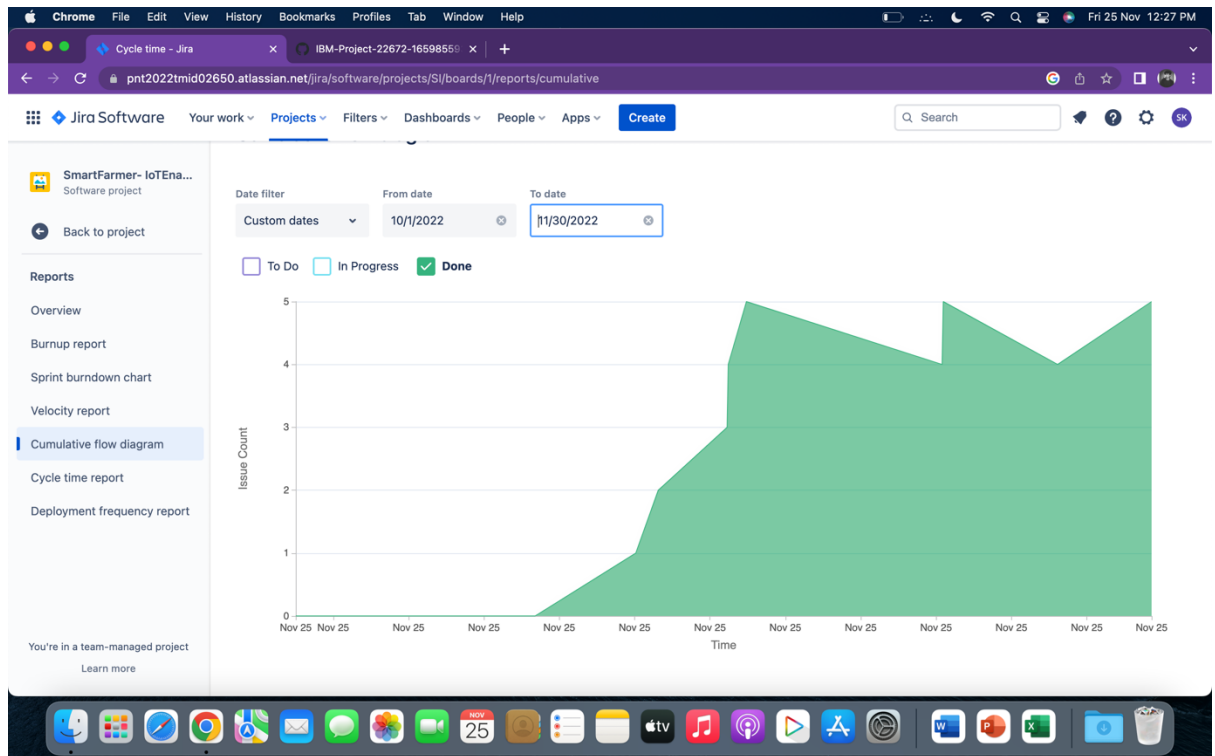 Chrome File Edit View History Bookmarks Profiles Tab Window Help Fri 25 Nov 12:27 PM
Cycle time - Jira IBM-Project-22672-16598559
pnt2022tmid02650.atlassian.net/jira/software/projects/SI/boards/1/reports/cumulative
Jira Software Your work Projects Filters Dashboards People Apps Create Search SK
SmartFarmer- IoTEna...
Software project
Back to project
Reports
Overview
Burnup report
Sprint burndown chart
Velocity report
Cumulative flow diagram
Cycle time report
Deployment frequency report
You're in a team-managed project
Learn more
Date filter From date To date
Custom dates 10/1/2022 11/30/2022
To Do In Progress Done
5
4
3
2
1
0
Issue Count
Nov 25 Nov 25 Nov 25 Nov 25 Nov 25 Nov 25 Nov 25 Nov 25 Nov 25 Nov 25 Nov 25 Nov 25 Nov 25
Time
NOV
25
tv
W
P
X